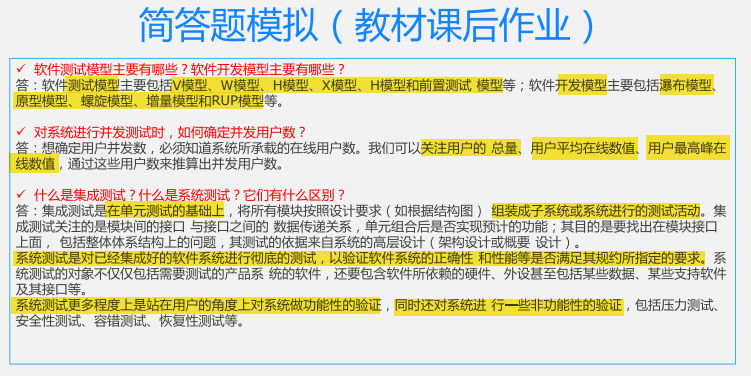 简答题模拟（教材课后作业）
✓ 软件测试模型主要有哪些？软件开发模型主要有哪些？
答：软件测试模型主要包括V模型、W模型、H模型、X模型、H模型和前置测试 模型等；软件开发模型主要包括瀑布模型、
原型模型、螺旋模型、增量模型和RUP模型等。
✓ 对系统进行并发测试时，如何确定并发用户数？
答：想确定用户并发数，必须知道系统所承载的在线用户数。我们可以关注用户的 总量、用户平均在线数值、用户最高峰在
线数值，通过这些用户数来推算出并发用户数。
✓ 什么是集成测试？什么是系统测试？它们有什么区别？
答：集成测试是在单元测试的基础上，将所有模块按照设计要求（如根据结构图） 组装成子系统或系统进行的测试活动。集
成测试关注的是模块间的接口 与接口之间的 数据传递关系，单元组合后是否实现预计的功能；其目的是要找出在模块接口
上面， 包括整体体系结构上的问题，其测试的依据来自系统的高层设计（架构设计或概要 设计）。
系统测试是对已经集成好的软件系统进行彻底的测试，以验证软件系统的正确性 和性能等是否满足其规约所指定的要求。系
统测试的对象不仅仅包括需要测试的产品系 统的软件，还要包含软件所依赖的硬件、外设甚至包括某些数据、某些支持软件
及其接口等。
系统测试更多程度上是站在用户的角度上对系统做功能性的验证，同时还对系统进 行一些非功能性的验证，包括压力测试、
安全性测试、容错测试、恢复性测试等。